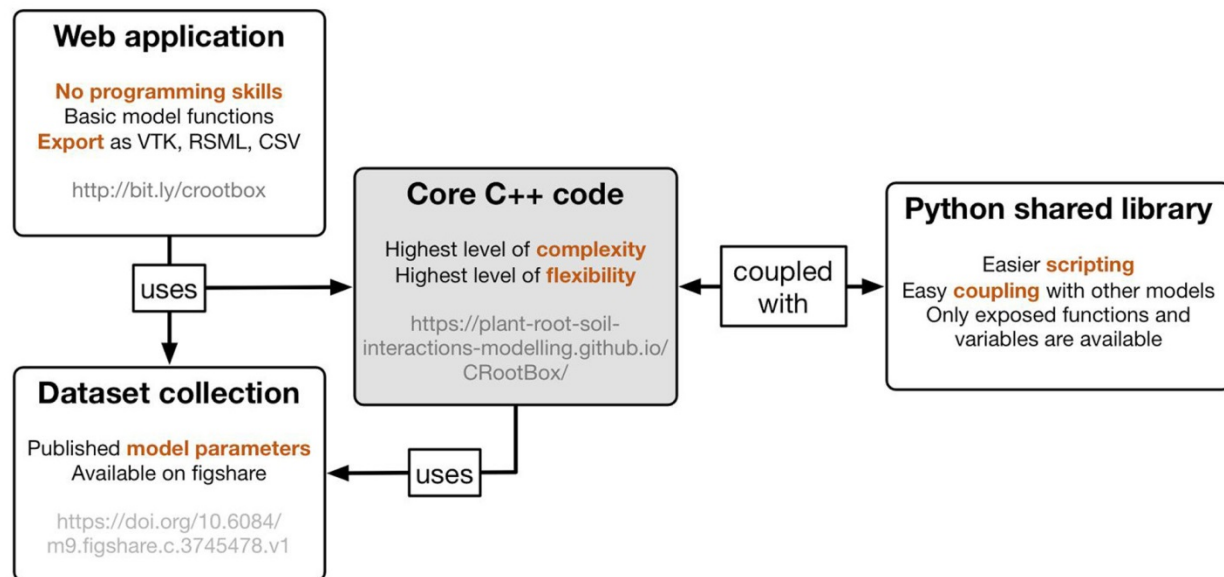 Web application
No programming skills
Basic model functions
Export as VTK, RSML, CSV
http://bit.ly/crootbox
uses
Core C++ code
Highest level of complexity
Highest level of flexibility
https://plant-root-soil-
interactions-modelling.github.io/
CRootBox/
coupled
with
Python shared library
Easier scripting
Easy coupling with other models
Only exposed functions and
variables are available
Dataset collection
Published model parameters
Available on figshare
https://doi.org/10.6084/
m9.figshare.c.3745478.v1
uses